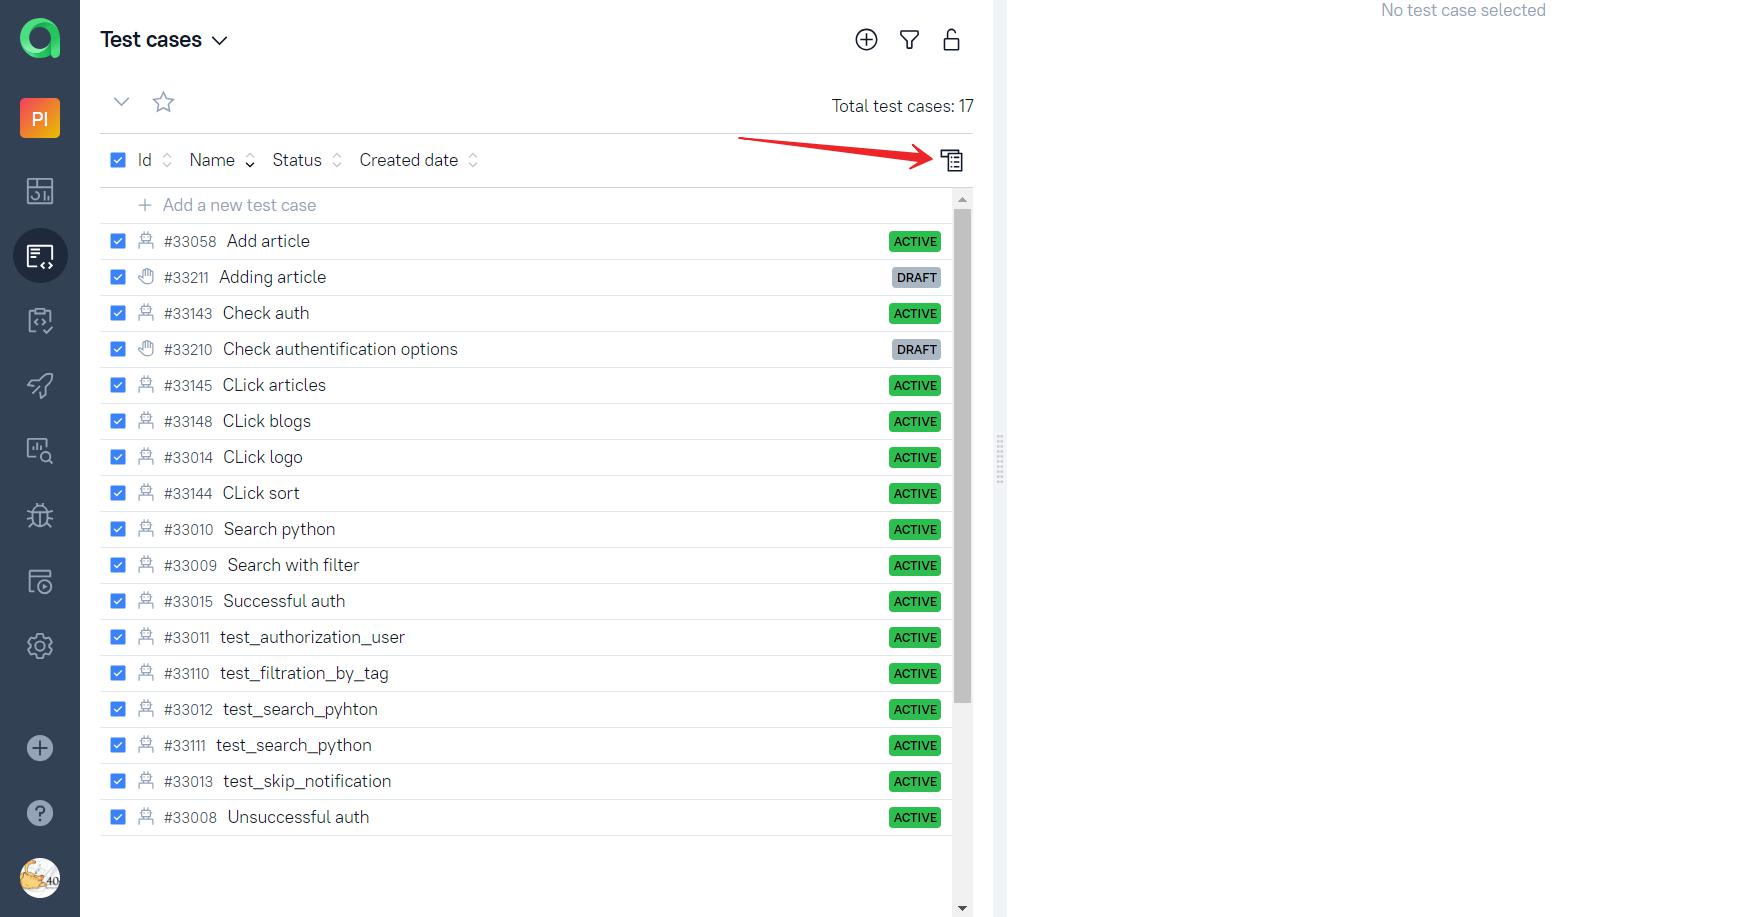 No test case selected
Test cases
PI
Total test cases: 17
Id Name Status Created date
Add a new test case
#33058 Add article ACTIVE
#33211 Adding article DRAFT
#33143 Check auth ACTIVE
#33210 Check authentification options DRAFT
#33145 CLick articles ACTIVE
#33148 CLick blogs ACTIVE
#33014 CLick logo ACTIVE
#33144 CLick sort ACTIVE
#33010 Search python ACTIVE
#33009 Search with filter ACTIVE
#33015 Successful auth ACTIVE
#33011 test_authorization_user ACTIVE
#33110 test_filtration_by_tag ACTIVE
#33012 test_search_pyhton ACTIVE
#33111 test_search_python ACTIVE
#33013 test_skip_notification ACTIVE
#33008 Unsuccessful auth ACTIVE
40